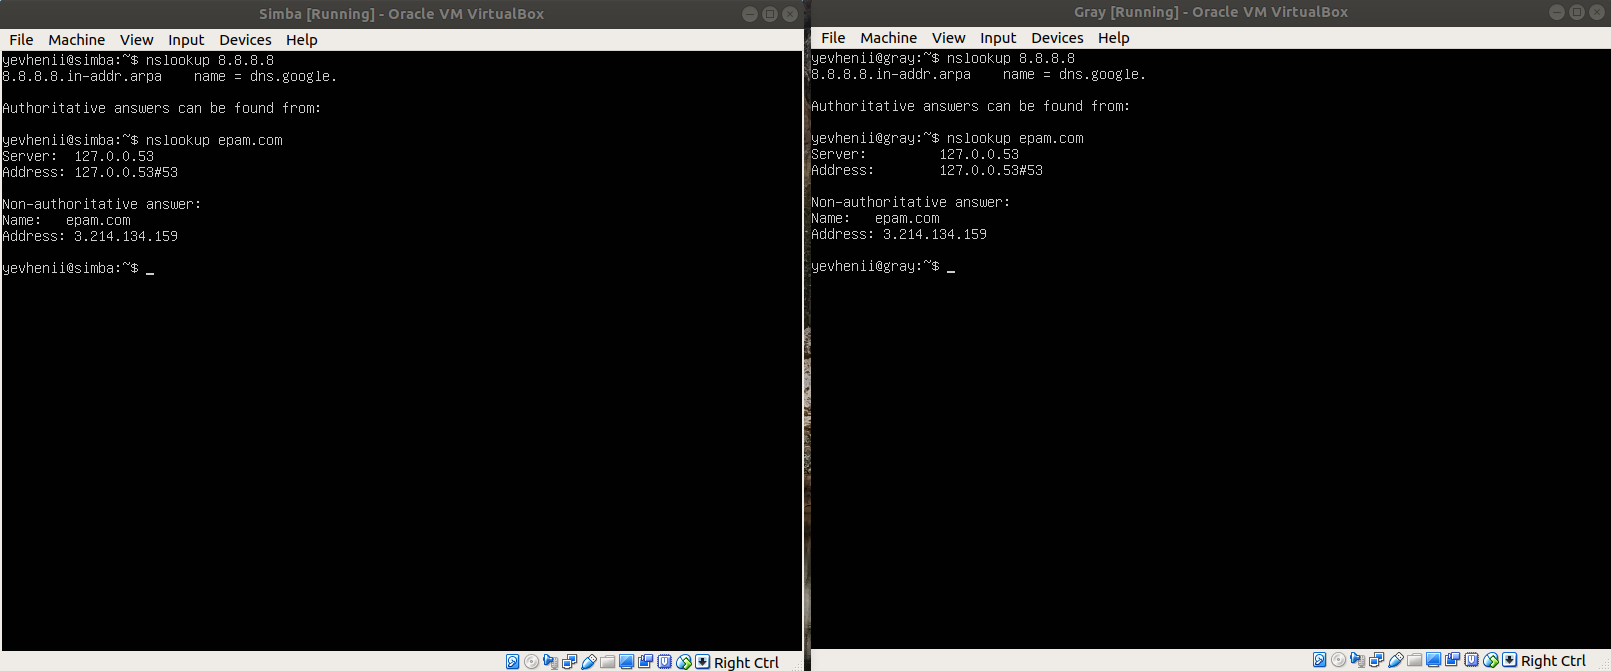 Simba [Running] - Oracle VM VirtualBox
File Machine View Input Devices Help
yevhenii@simba:~$ nslookup 8.8.8.8
8.8.8.8.in-addr.arpa    name = dns.google.
Authoritative answers can be found from:
yevhenii@simba:~$ nslookup epam.com
Server:  127.0.0.53
Address: 127.0.0.53#53
Non-authoritative answer:
Name:   epam.com
Address: 3.214.134.159
yevhenii@simba:~$ _
Right Ctrl
Gray [Running] - Oracle VM VirtualBox
File Machine View Input Devices Help
yevhenii@gray:~$ nslookup 8.8.8.8
8.8.8.8.in-addr.arpa    name = dns.google.
Authoritative answers can be found from:
yevhenii@gray:~$ nslookup epam.com
Server:         127.0.0.53
Address:        127.0.0.53#53
Non-authoritative answer:
Name:   epam.com
Address: 3.214.134.159
yevhenii@gray:~$ _
Right Ctrl